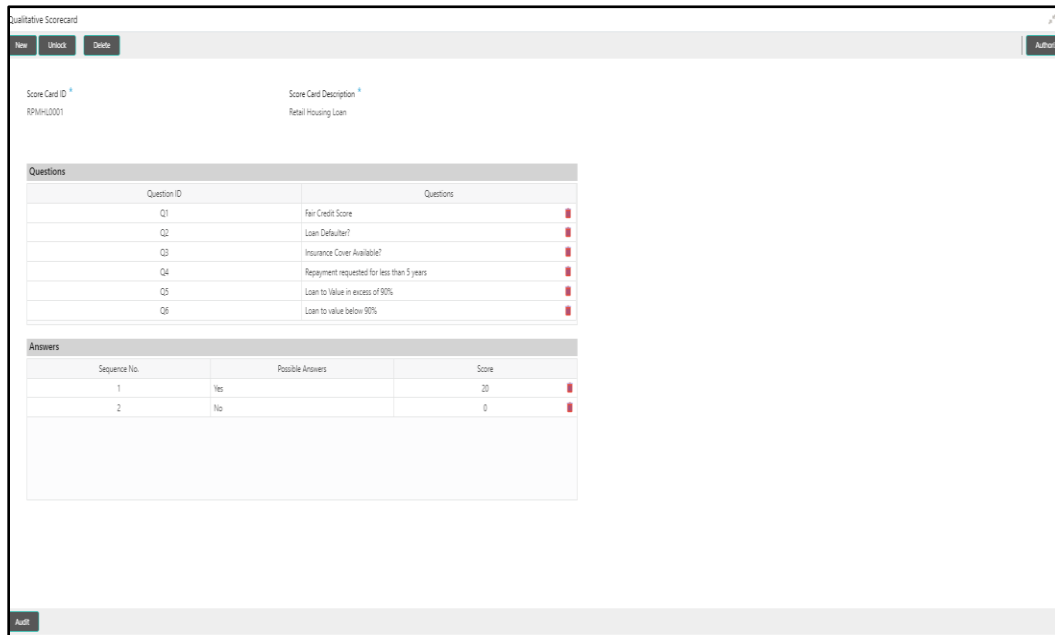 Qualitative Scorecard
New Unlock Delete Authori
Score Card ID * Score Card Description *
RPMHL0001 Retail Housing Loan
Questions
Question ID Questions
Q1 Fair Credit Score
Q2 Loan Defaulter?
Q3 Insurance Cover Available?
Q4 Repayment requested for less than 5 years
Q5 Loan to Value in excess of 90%
Q6 Loan to value below 90%
Answers
Sequence No. Possible Answers Score
1 Yes 20
2 No 0
Audit